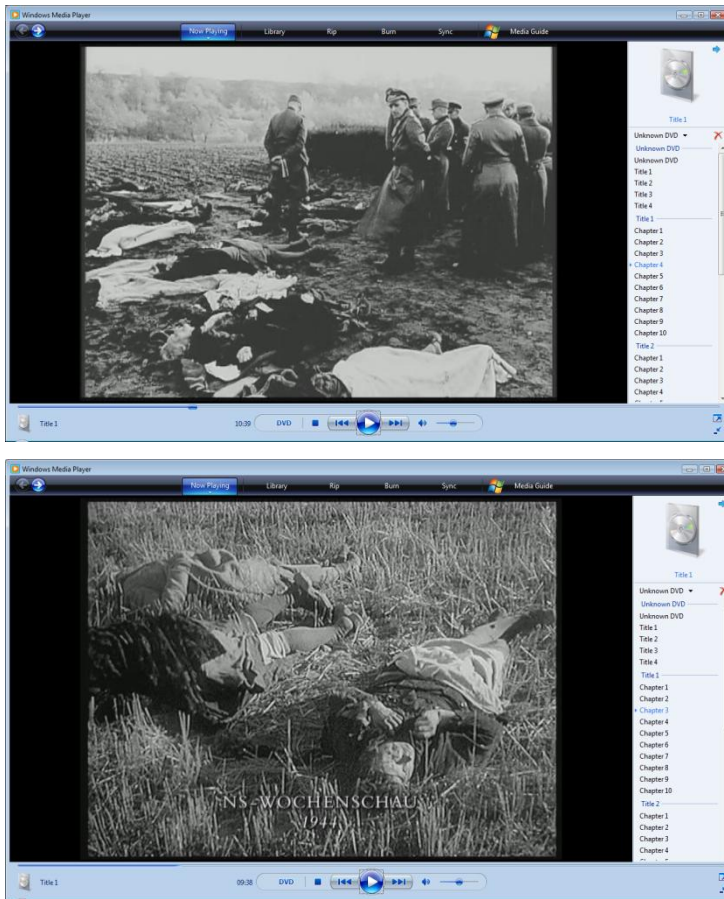 Windows Media Player
Now Playing
Library
Rip
Burn
Sync
Media Guide
Title 1
Unknown DVD
Unknown DVD
Unknown DVD
Title 1
Title 2
Title 3
Title 4
Title 1
Chapter 1
Chapter 2
Chapter 3
Chapter 4
Chapter 5
Chapter 6
Chapter 7
Chapter 8
Chapter 9
Chapter 10
Title 2
Chapter 1
Chapter 2
Chapter 3
Chapter 4
Title 1
10:39
DVD
Windows Media Player
Now Playing
Library
Rip
Burn
Sync
Media Guide
Title 1
Unknown DVD
Unknown DVD
Unknown DVD
Title 1
Title 2
Title 3
Title 4
Title 1
Chapter 1
Chapter 2
Chapter 3
Chapter 4
Chapter 5
Chapter 6
Chapter 7
Chapter 8
Chapter 9
Chapter 10
Title 2
Chapter 1
Chapter 2
Chapter 3
Chapter 4
NS-WOCHENSCHAU
1944
Title 1
09:38
DVD